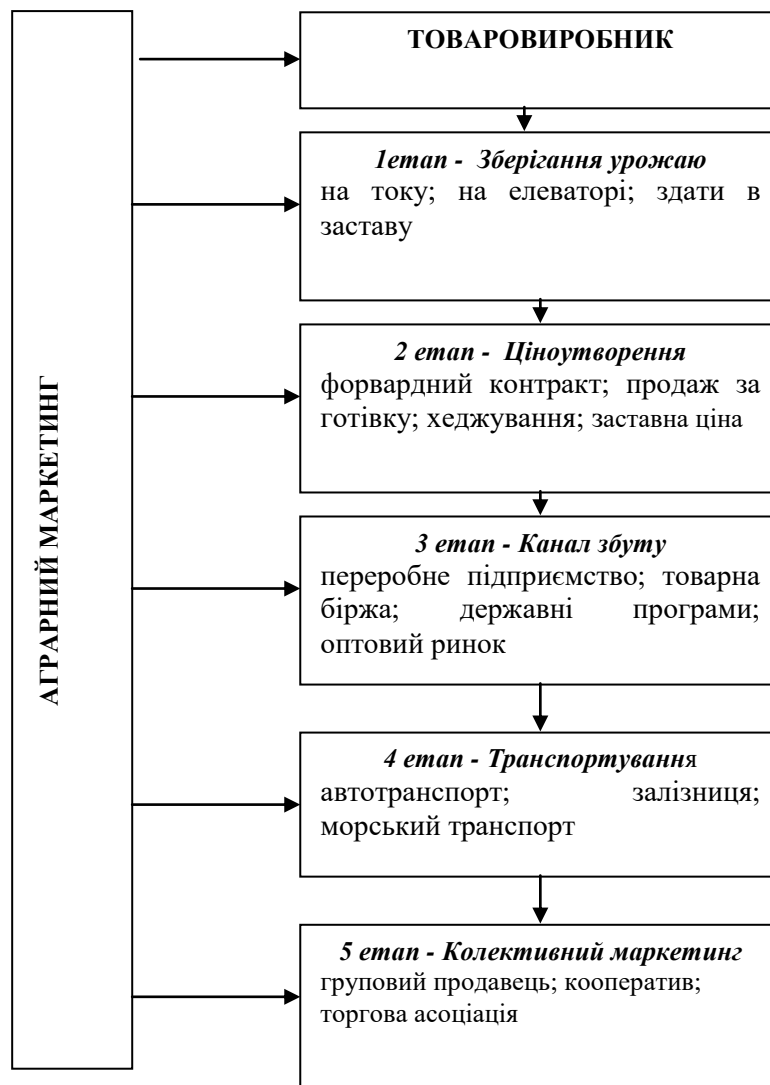 АГРАРНИЙ МАРКЕТИНГ
ТОВАРОВИРОБНИК
1етап - Зберігання урожаю
на току; на елеваторі; здати в
заставу
2 етап - Ціноутворення
форвардний контракт; продаж за
готівку; хеджування; заставна ціна
3 етап - Канал збуту
переробне підприємство; товарна
біржа; державні програми;
оптовий ринок
4 етап - Транспортування
автотранспорт; залізниця;
морський транспорт
5 етап - Колективний маркетинг
груповий продавець; кооператив;
торгова асоціація